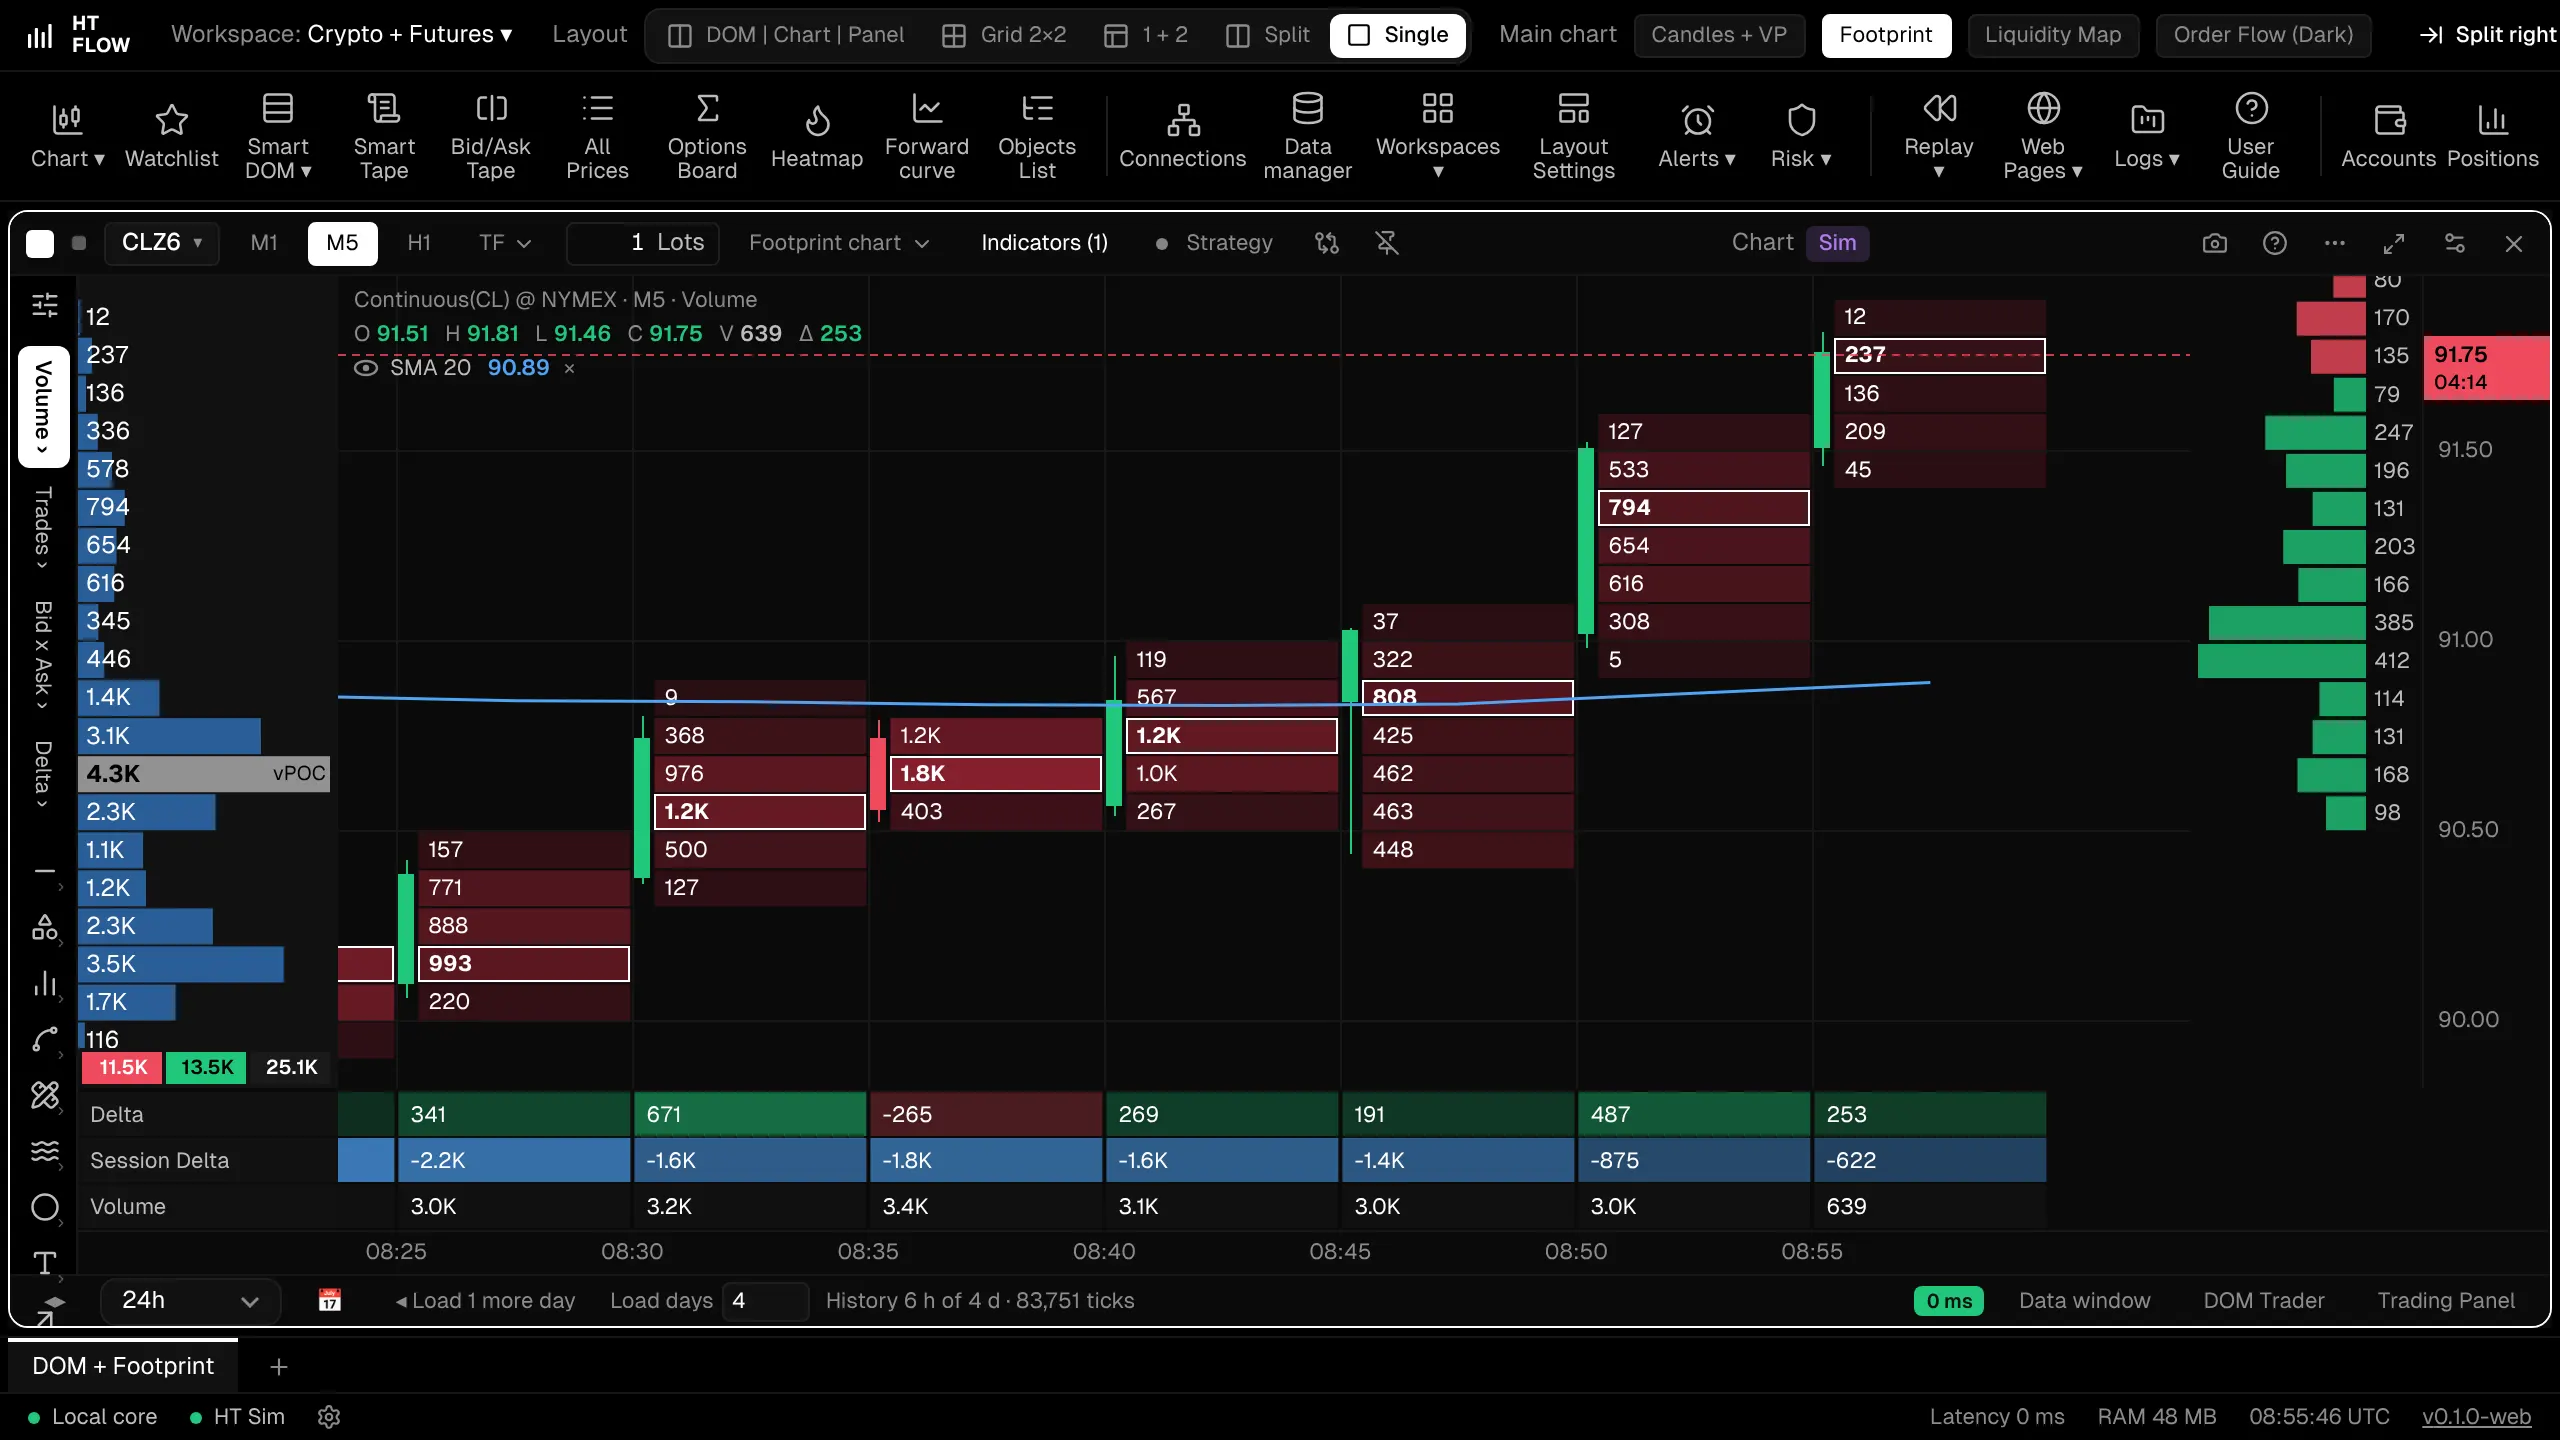 HT FLOW
Workspace: Crypto + Futures ▾ Layout DOM | Chart | Panel Grid 2×2 1 + 2 Split Single Main chart Candles + VP Footprint Liquidity Map Order Flow (Dark) Split right
Chart ▾ Watchlist Smart DOM ▾ Smart Tape Bid/Ask Tape All Prices Options Board Heatmap Forward curve Objects List Connections Data manager Workspaces ▾ Layout Settings Alerts ▾ Risk ▾ Replay ▾ Web Pages ▾ Logs ▾ User Guide Accounts Positions
CLZ6 ▾ M1 M5 H1 TF 1 Lots Footprint chart Indicators (1) Strategy Chart Sim
Continuous(CL) @ NYMEX · M5 · Volume
O 91.51 H 91.81 L 91.46 C 91.75 V 639 Δ 253
SMA 20 90.89 ×
Volume ›
Trades ›
Bid x Ask ›
Delta ›
12
237
136
336
578
794
654
616
345
446
1.4K
3.1K
4.3K vPOC
2.3K
1.1K
1.2K
2.3K
3.5K
1.7K
116
11.5K 13.5K 25.1K
157
771
888
993
220
9
368
976
1.2K
500
127
1.2K
1.8K
403
119
567
1.2K
1.0K
267
37
322
808
425
462
463
448
127
533
794
654
616
308
5
12
237
136
209
45
80
170
135
79
247
196
131
203
166
385
412
114
131
168
98
91.75
04:14
91.50
91.00
90.50
90.00
Delta 341 671 -265 269 191 487 253
Session Delta -2.2K -1.6K -1.8K -1.6K -1.4K -875 -622
Volume 3.0K 3.2K 3.4K 3.1K 3.0K 3.0K 639
08:25 08:30 08:35 08:40 08:45 08:50 08:55
24h ◂ Load 1 more day Load days 4 History 6 h of 4 d · 83,751 ticks 0 ms Data window DOM Trader Trading Panel
DOM + Footprint +
Local core HT Sim Latency 0 ms RAM 48 MB 08:55:46 UTC v0.1.0-web